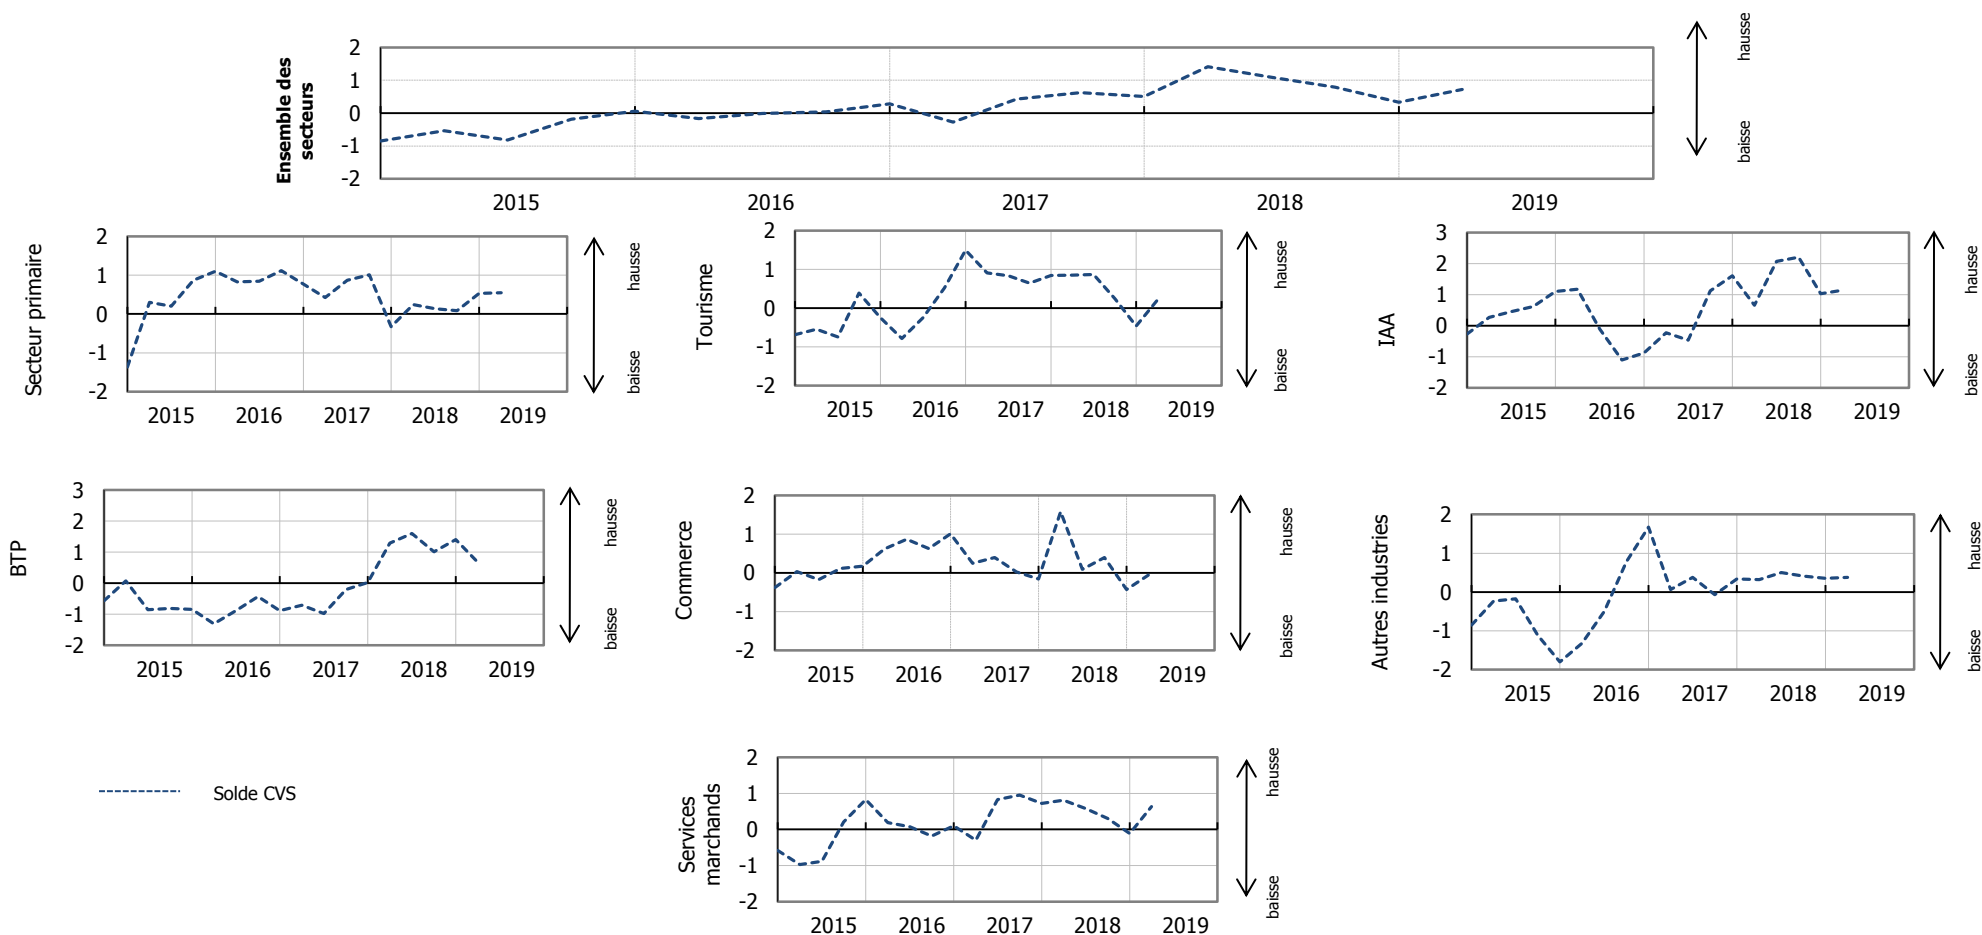 Ensemble des
secteurs
2
1
0
-1
-2
2015 2016 2017 2018 2019
hausse
baisse
Secteur primaire
2
1
0
-1
-2
2015 2016 2017 2018 2019
hausse
baisse
Tourisme
2
1
0
-1
-2
2015 2016 2017 2018 2019
hausse
baisse
IAA
3
2
1
0
-1
-2
2015 2016 2017 2018 2019
hausse
baisse
BTP
3
2
1
0
-1
-2
2015 2016 2017 2018 2019
hausse
baisse
Commerce
2
1
0
-1
-2
2015 2016 2017 2018 2019
hausse
baisse
Autres industries
2
1
0
-1
-2
2015 2016 2017 2018 2019
hausse
baisse
Solde CVS
Services
marchands
2
1
0
-1
-2
2015 2016 2017 2018 2019
hausse
baisse